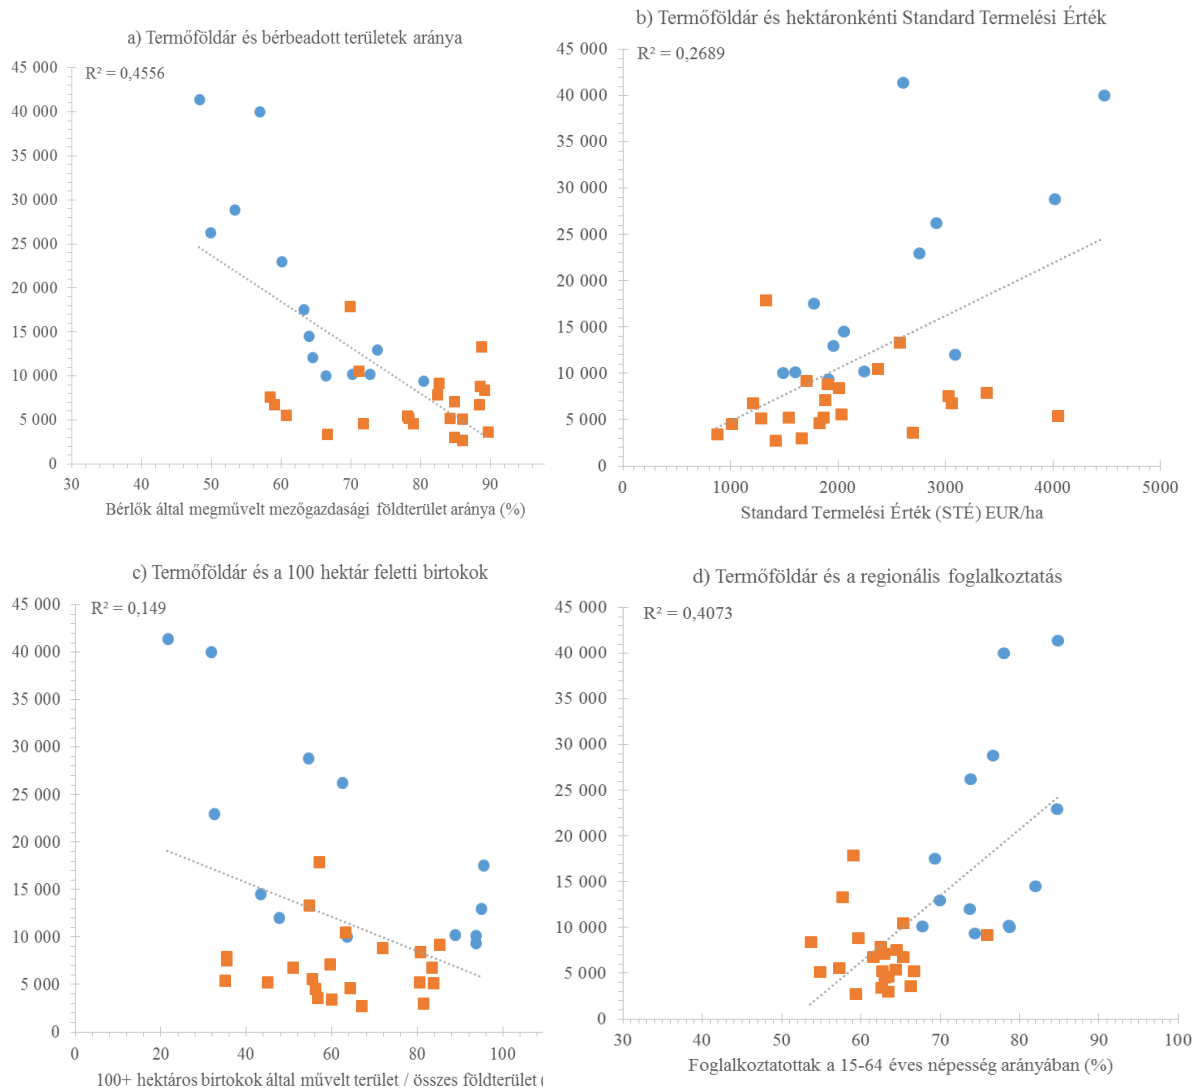 a) Termőföldár és bérbeadott területek aránya
R² = 0,4556
45 000
40 000
35 000
30 000
25 000
20 000
15 000
10 000
5 000
0
30 40 50 60 70 80 90
Bérlők által megművelt mezőgazdasági földterület aránya (%)
b) Termőföldár és hektáronkénti Standard Termelési Érték
R² = 0,2689
45 000
40 000
35 000
30 000
25 000
20 000
15 000
10 000
5 000
0
0 1000 2000 3000 4000 5000
Standard Termelési Érték (STÉ) EUR/ha
c) Termőföldár és a 100 hektár feletti birtokok
R² = 0,149
45 000
40 000
35 000
30 000
25 000
20 000
15 000
10 000
5 000
0
0 20 40 60 80 100
100+ hektáros birtokok által művelt terület / összes földterület (
d) Termőföldár és a regionális foglalkoztatás
R² = 0,4073
45 000
40 000
35 000
30 000
25 000
20 000
15 000
10 000
5 000
0
30 40 50 60 70 80 90 100
Foglalkoztatottak a 15-64 éves népesség arányában (%)